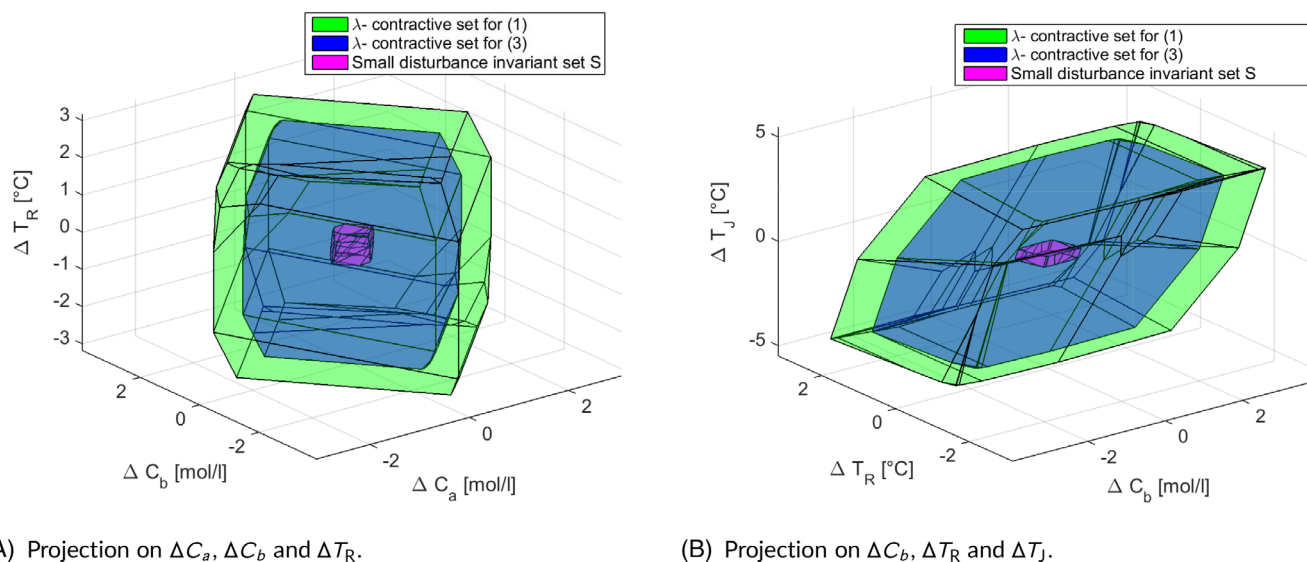 λ- contractive set for (1)
λ- contractive set for (3)
Small disturbance invariant set S
3
2
1
0
-1
-2
-3
Δ T_R [°C]
2
0
-2
Δ C_b [mol/l]
-2
0
2
Δ C_a [mol/l]
λ- contractive set for (1)
λ- contractive set for (3)
Small disturbance invariant set S
5
0
-5
Δ T_J [°C]
2
0
-2
Δ T_R [°C]
-2
0
2
Δ C_b [mol/l]
) Projection on ΔC_a, ΔC_b and ΔT_R.
(B) Projection on ΔC_b, ΔT_R and ΔT_J.